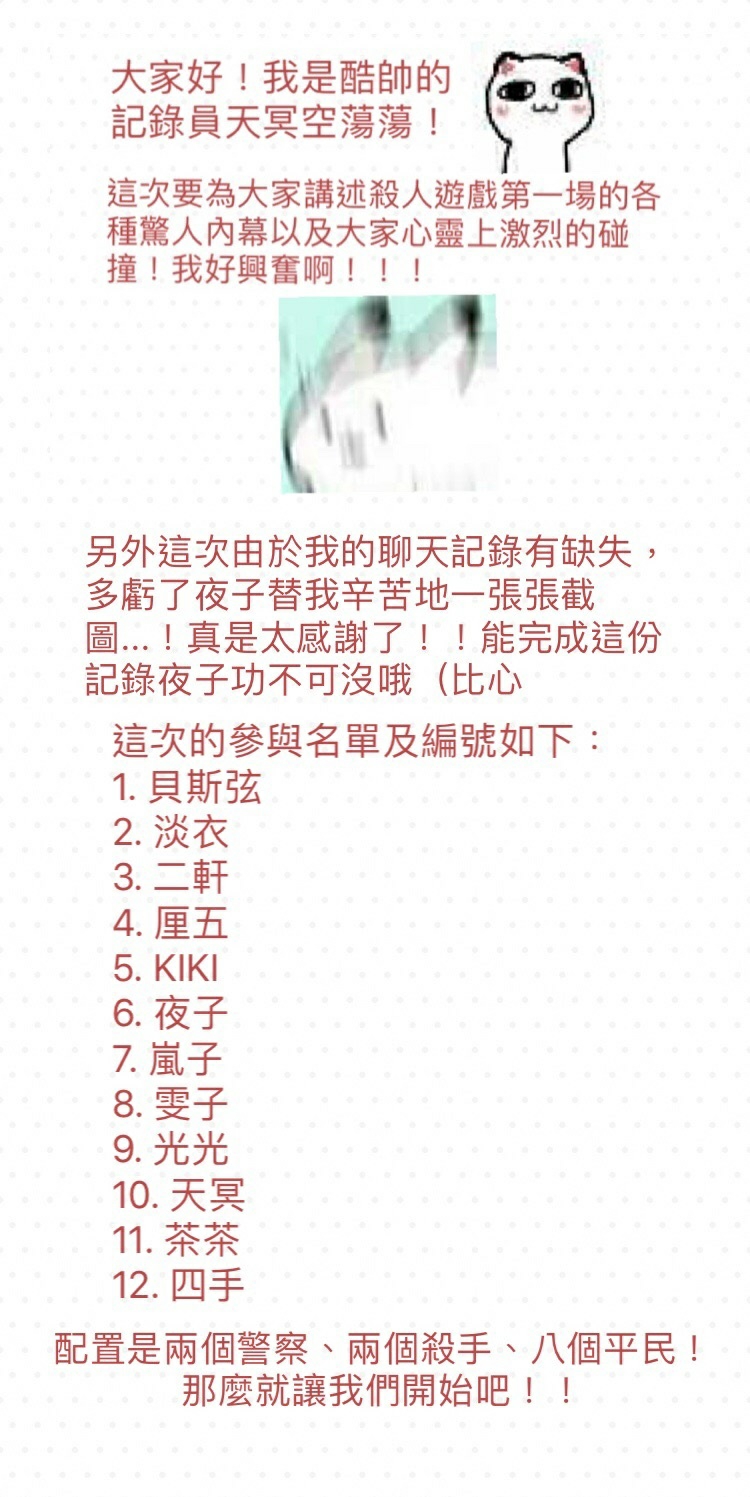 大家好！我是酷帥的
記錄員天冥空蕩蕩！
這次要為大家講述殺人遊戲第一場的各
種驚人內幕以及大家心靈上激烈的碰
撞！我好興奮啊！！！
另外這次由於我的聊天記錄有缺失，
多虧了夜子替我辛苦地一張張截
圖...！真是太感謝了！！能完成這份
記錄夜子功不可沒哦（比心
這次的參與名單及編號如下：
1. 貝斯弦
2. 淡衣
3. 二軒
4. 厘五
5. KIKI
6. 夜子
7. 嵐子
8. 雯子
9. 光光
10. 天冥
11. 茶茶
12. 四手
配置是兩個警察、兩個殺手、八個平民！
那麼就讓我們開始吧！！